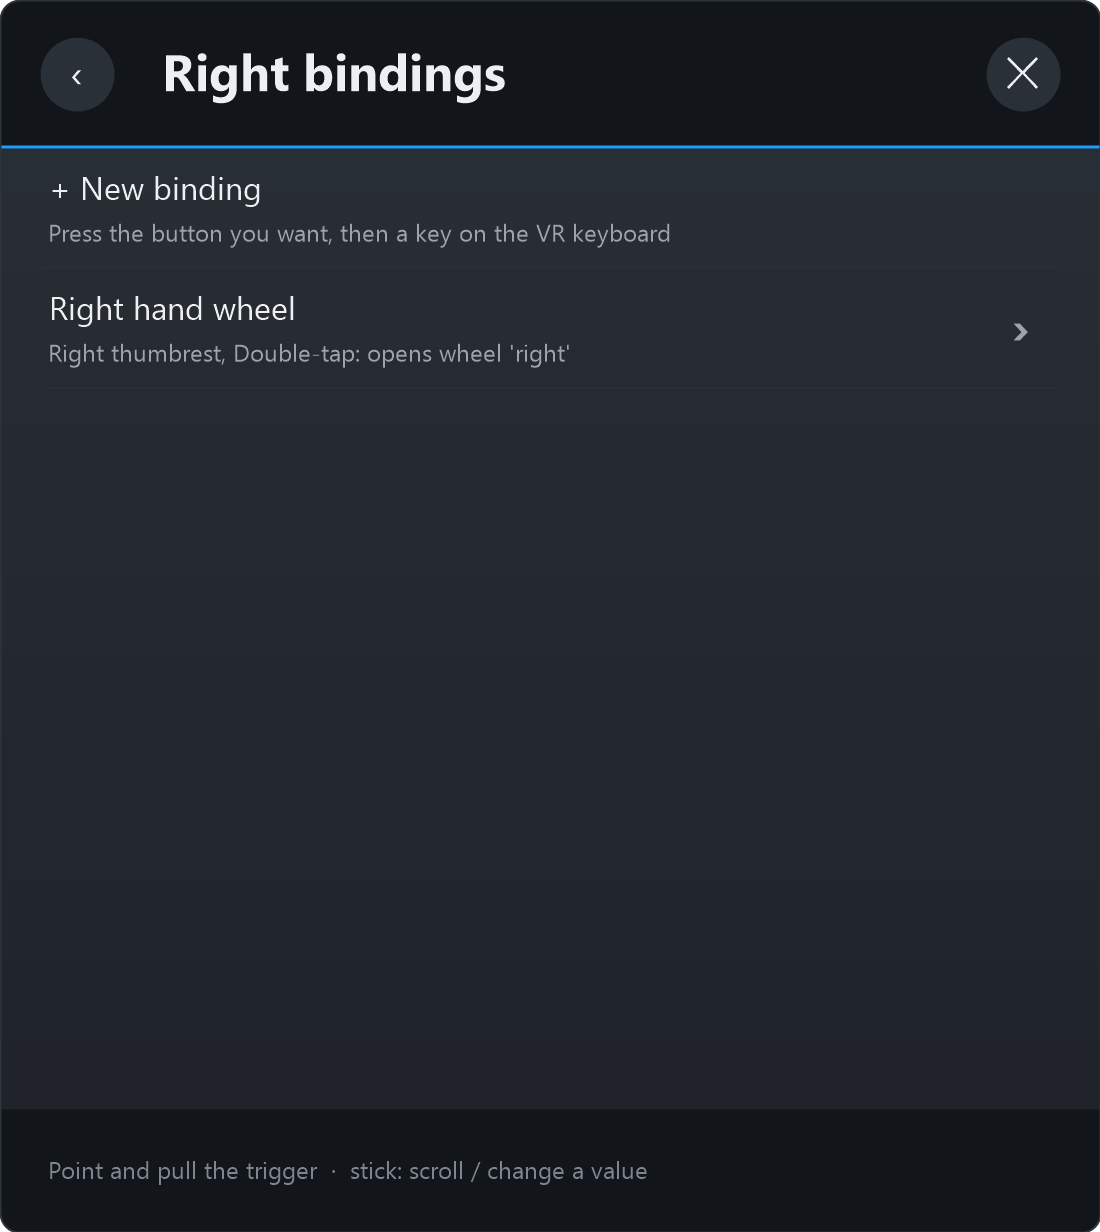 ‹ Right bindings
+ New binding
Press the button you want, then a key on the VR keyboard
Right hand wheel
Right thumbrest, Double-tap: opens wheel 'right'
Point and pull the trigger · stick: scroll / change a value